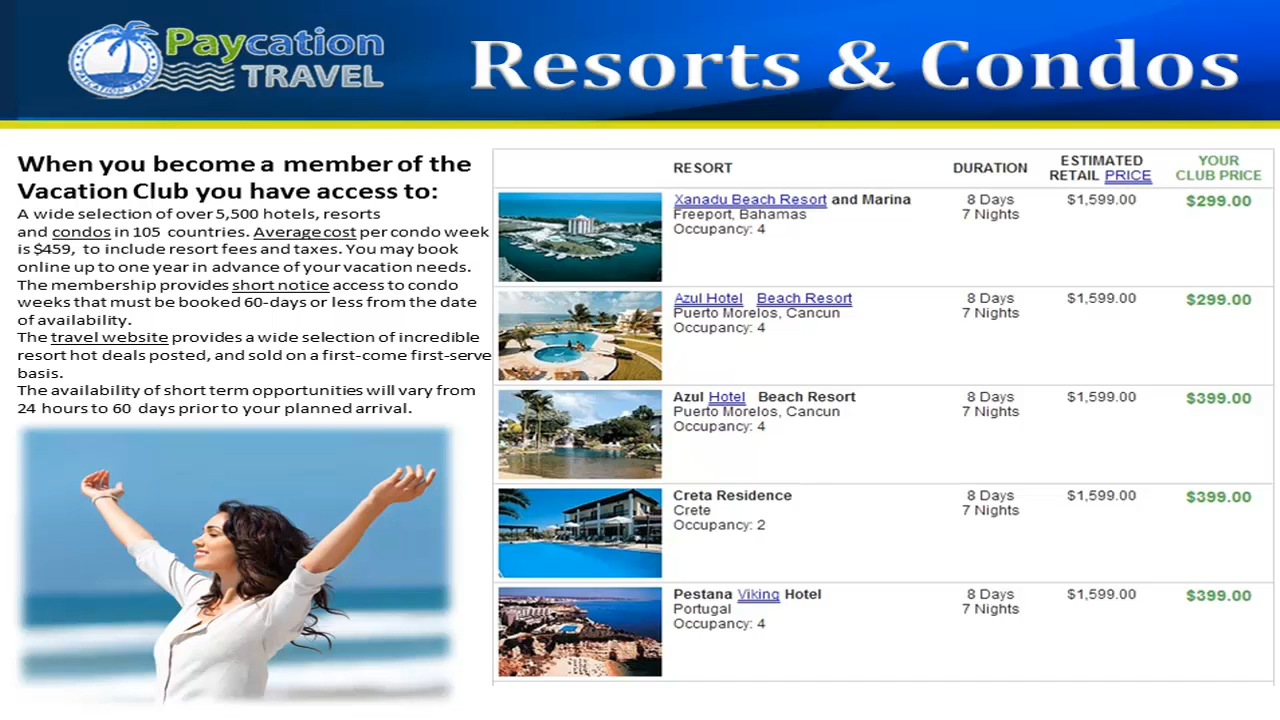 Paycation
TRAVEL
Resorts & Condos
When you become a member of the
Vacation Club you have access to:
A wide selection of over 5,500 hotels, resorts
and condos in 105 countries. Average cost per condo week
is $459, to include resort fees and taxes. You may book
online up to one year in advance of your vacation needs.
The membership provides short notice access to condo
weeks that must be booked 60-days or less from the date
of availability.
The travel website provides a wide selection of incredible
resort hot deals posted, and sold on a first-come first-serve
basis.
The availability of short term opportunities will vary from
24 hours to 60 days prior to your planned arrival.
RESORT DURATION ESTIMATED RETAIL PRICE YOUR CLUB PRICE
Xanadu Beach Resort and Marina 8 Days $1,599.00 $299.00
Freeport, Bahamas 7 Nights
Occupancy: 4
Azul Hotel Beach Resort 8 Days $1,599.00 $299.00
Puerto Morelos, Cancun 7 Nights
Occupancy: 4
Azul Hotel Beach Resort 8 Days $1,599.00 $399.00
Puerto Morelos, Cancun 7 Nights
Occupancy: 4
Creta Residence 8 Days $1,599.00 $399.00
Crete 7 Nights
Occupancy: 2
Pestana Viking Hotel 8 Days $1,599.00 $399.00
Portugal 7 Nights
Occupancy: 4